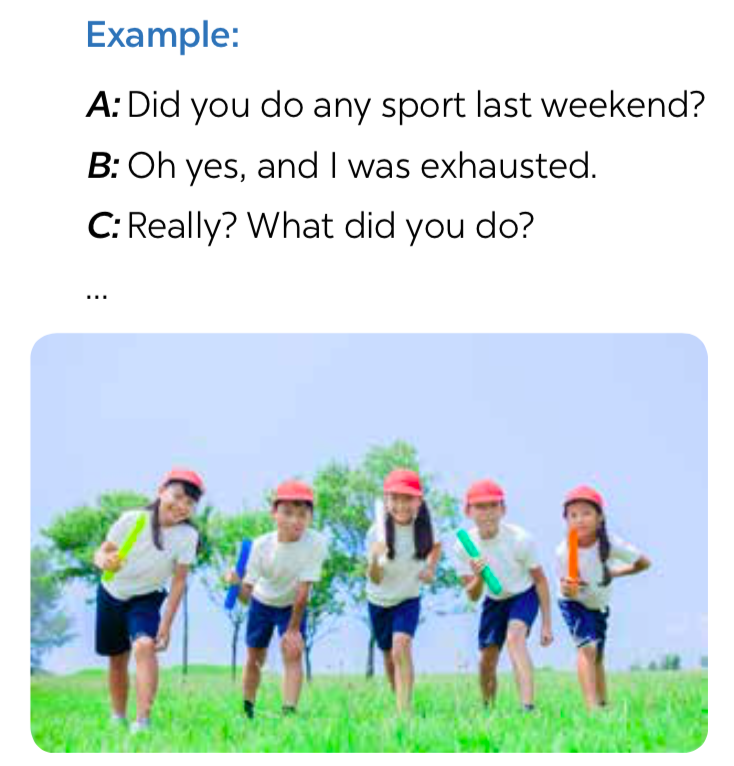 Example:
A: Did you do any sport last weekend?
B: Oh yes, and I was exhausted.
C: Really? What did you do?
...